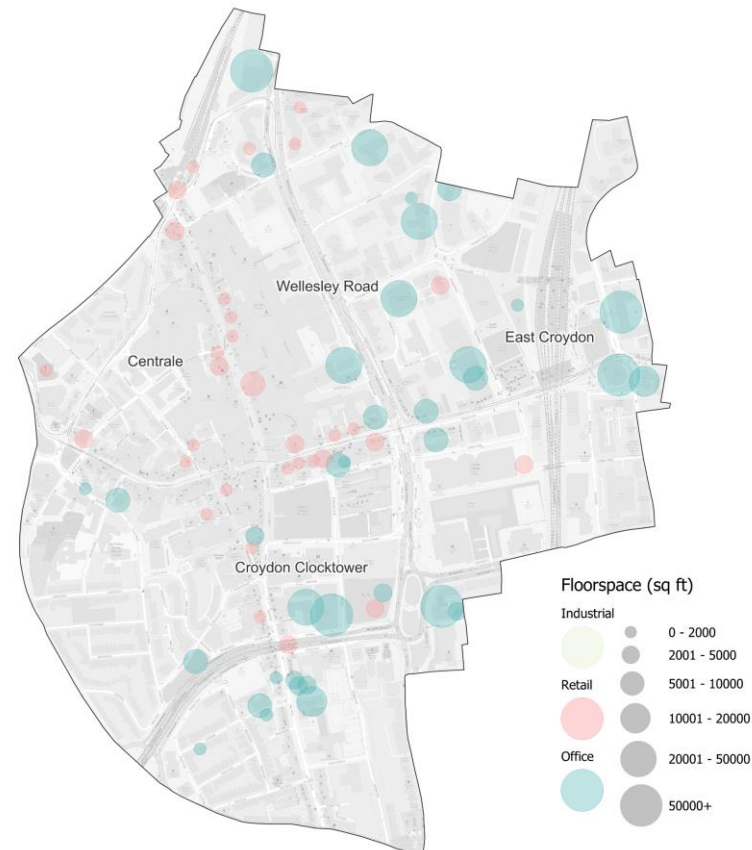 Wellesley Road
East Croydon
Centrale
Croydon Clocktower
Floorspace (sq ft)
Industrial
0 - 2000
2001 - 5000
Retail
5001 - 10000
10001 - 20000
Office
20001 - 50000
50000+